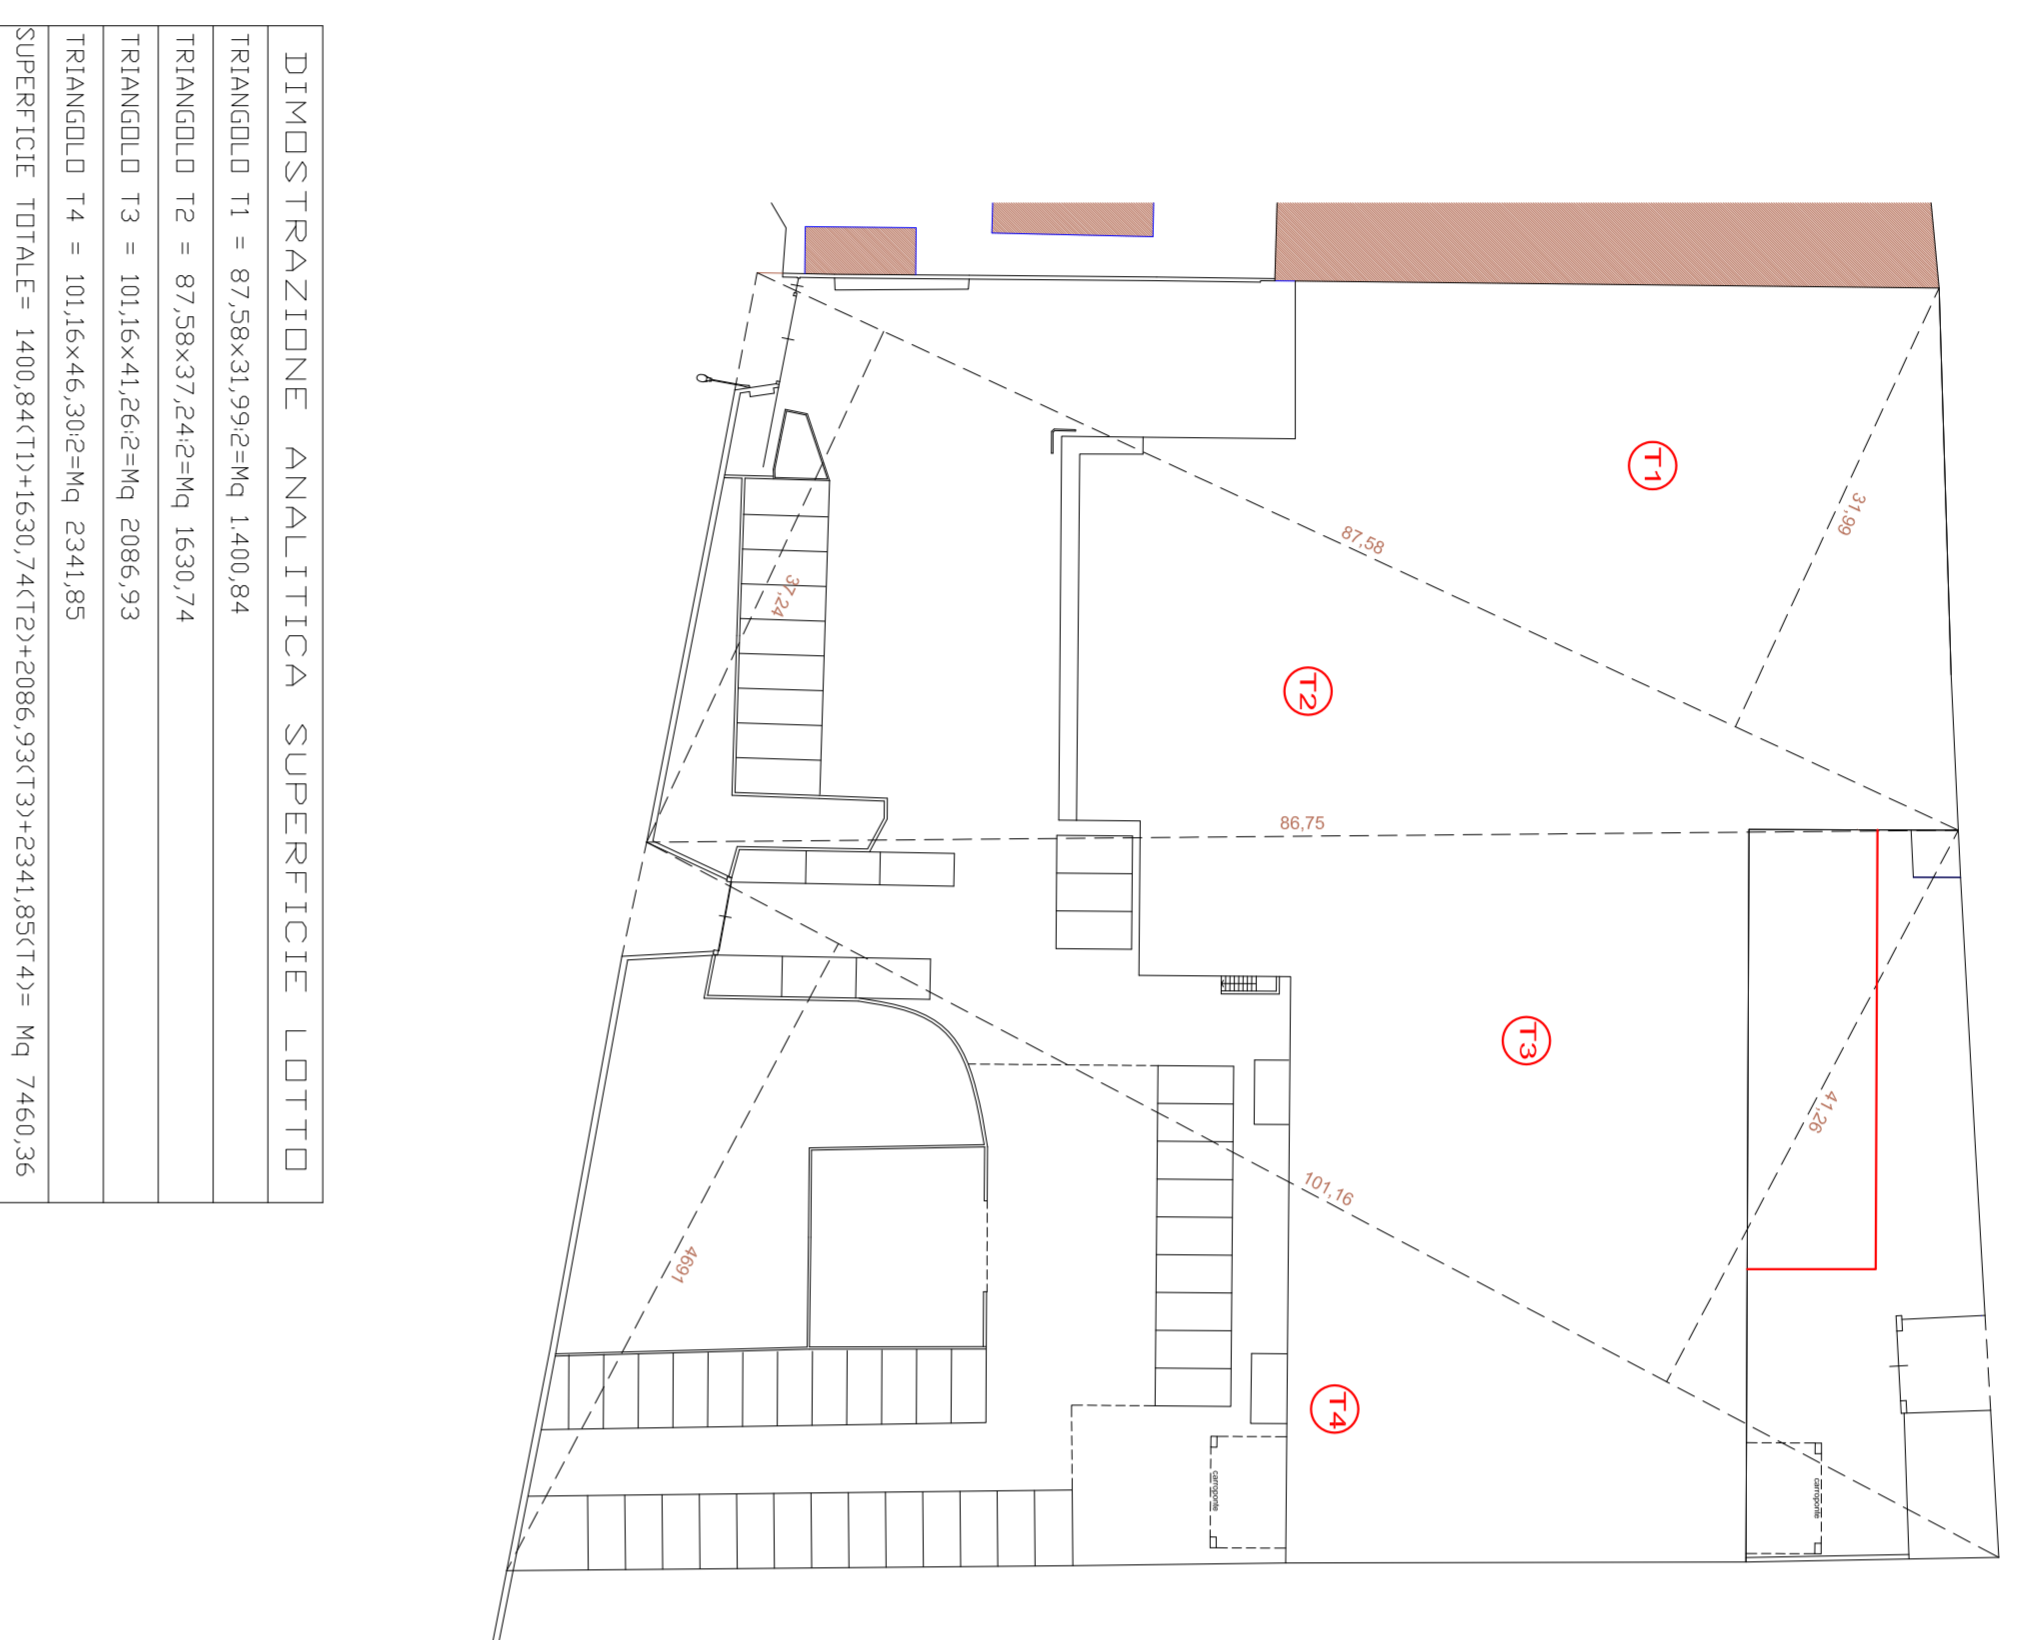 DIMOSTRAZIONE ANALITICA SUPERFICIE LOTTO
TRIANGOLO T1 = 87,58x31,99:2=Mq 1.400,84
TRIANGOLO T2 = 87,58x37,24:2=Mq 1630,74
TRIANGOLO T3 = 101,16x41,26:2=Mq 2086,93
TRIANGOLO T4 = 101,16x46,30:2=Mq 2341,85
SUPERFICIE TOTALE= 1400,84(T1)+1630,74(T2)+2086,93(T3)+2341,85(T4)= Mq 7460,36
T1
31,99
87,58
37,24
T2
86,75
T3
41,26
101,16
4691
T4
carroponte
carroponte